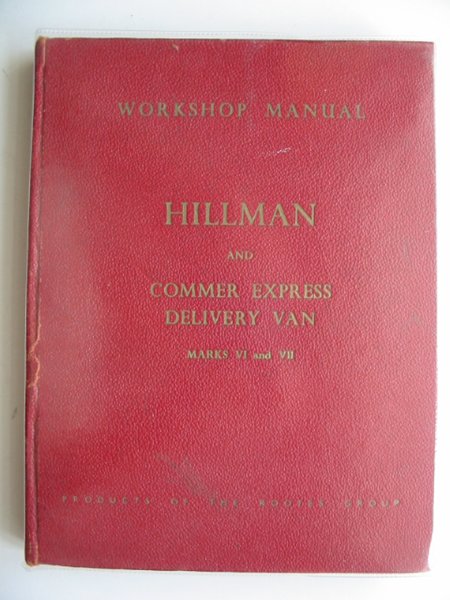 WORKSHOP MANUAL
HILLMAN
AND
COMMER EXPRESS
DELIVERY VAN
MARKS VI and VII
PRODUCTS OF THE ROOTES GROUP